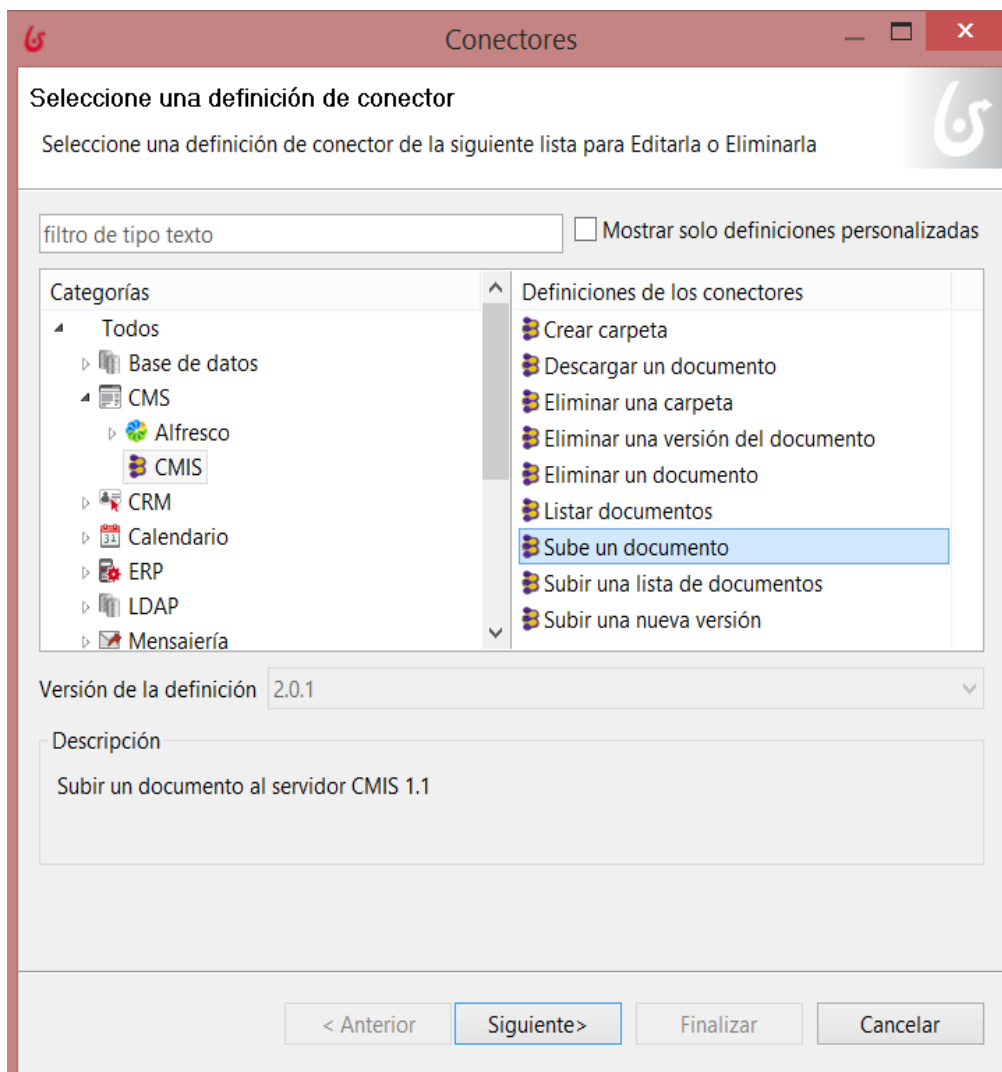 Conectores
Seleccione una definición de conector
Seleccione una definición de conector de la siguiente lista para Editarla o Eliminarla
filtro de tipo texto
Mostrar solo definiciones personalizadas
Categorías
Todos
Base de datos
CMS
Alfresco
CMIS
CRM
31
Calendario
ERP
LDAP
Mensajería
Definiciones de los conectores
Crear carpeta
Descargar un documento
Eliminar una carpeta
Eliminar una versión del documento
Eliminar un documento
Listar documentos
Sube un documento
Subir una lista de documentos
Subir una nueva versión
Versión de la definición 2.0.1
Descripción
Subir un documento al servidor CMIS 1.1
< Anterior
Siguiente>
Finalizar
Cancelar